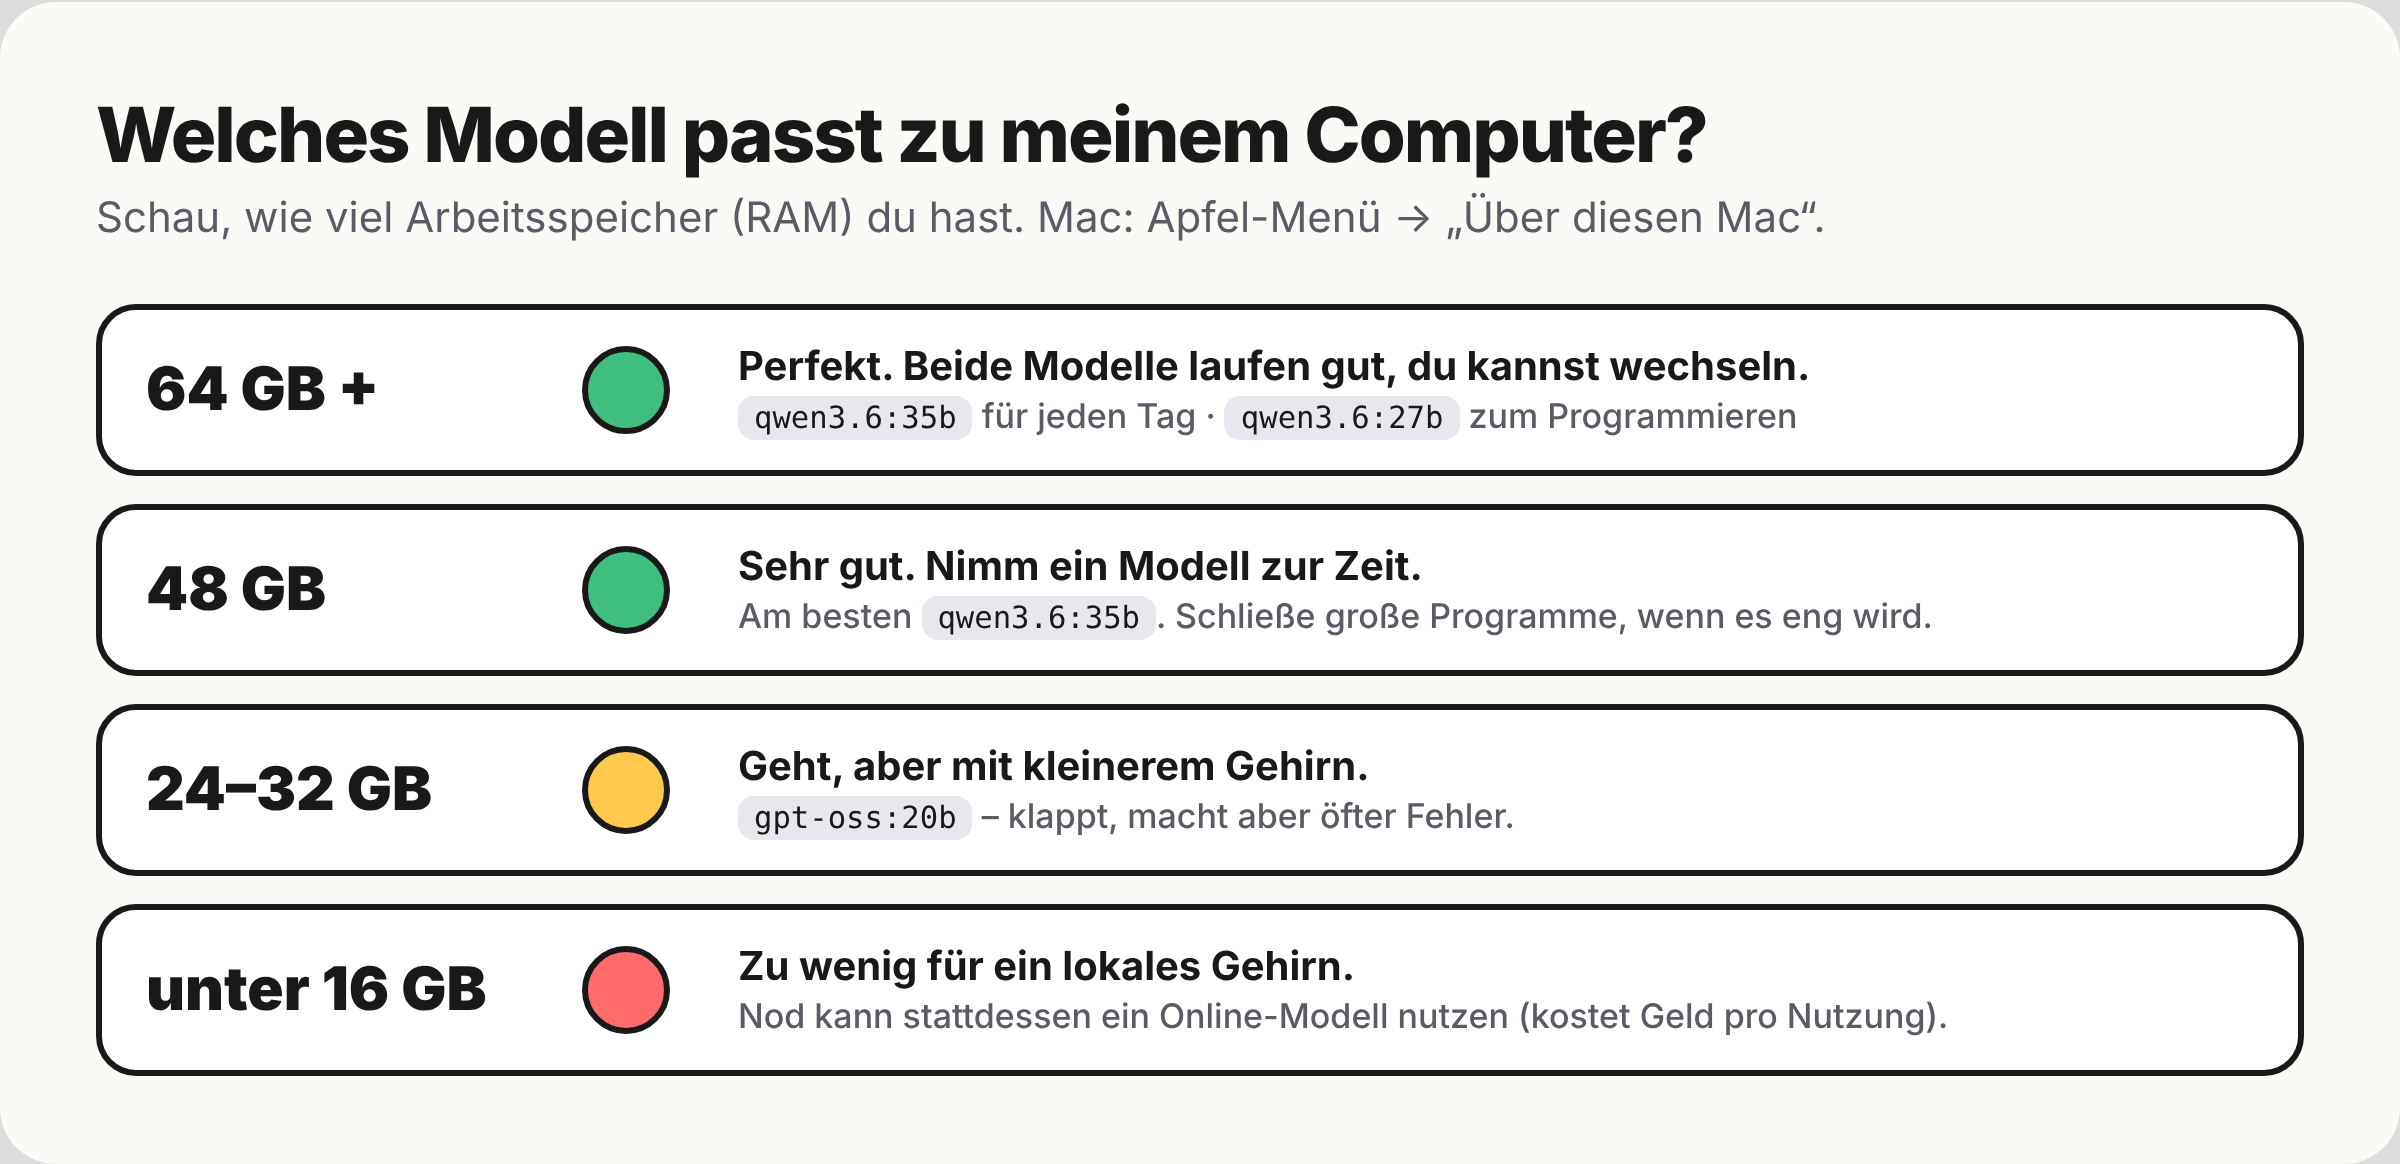 Welches Modell passt zu meinem Computer?
Schau, wie viel Arbeitsspeicher (RAM) du hast. Mac: Apfel-Menü → „Über diesen Mac“.
64 GB +
Perfekt. Beide Modelle laufen gut, du kannst wechseln.
qwen3.6:35b für jeden Tag · qwen3.6:27b zum Programmieren
48 GB
Sehr gut. Nimm ein Modell zur Zeit.
Am besten qwen3.6:35b. Schließe große Programme, wenn es eng wird.
24–32 GB
Geht, aber mit kleinerem Gehirn.
gpt-oss:20b – klappt, macht aber öfter Fehler.
unter 16 GB
Zu wenig für ein lokales Gehirn.
Nod kann stattdessen ein Online-Modell nutzen (kostet Geld pro Nutzung).